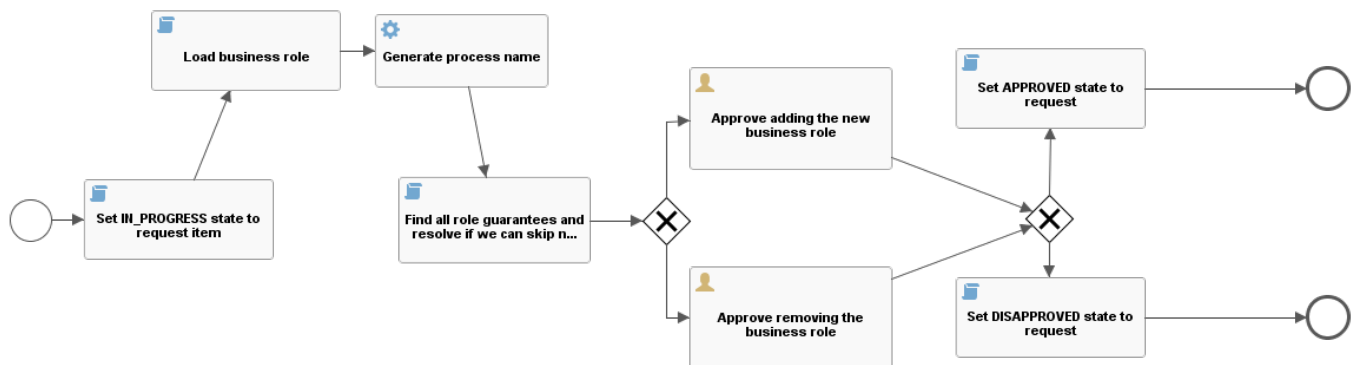 Load business role
Generate process name
Set IN_PROGRESS state to
request item
Find all role guarantees and
resolve if we can skip n...
Approve adding the new
business role
Approve removing the
business role
Set APPROVED state to
request
Set DISAPPROVED state to
request